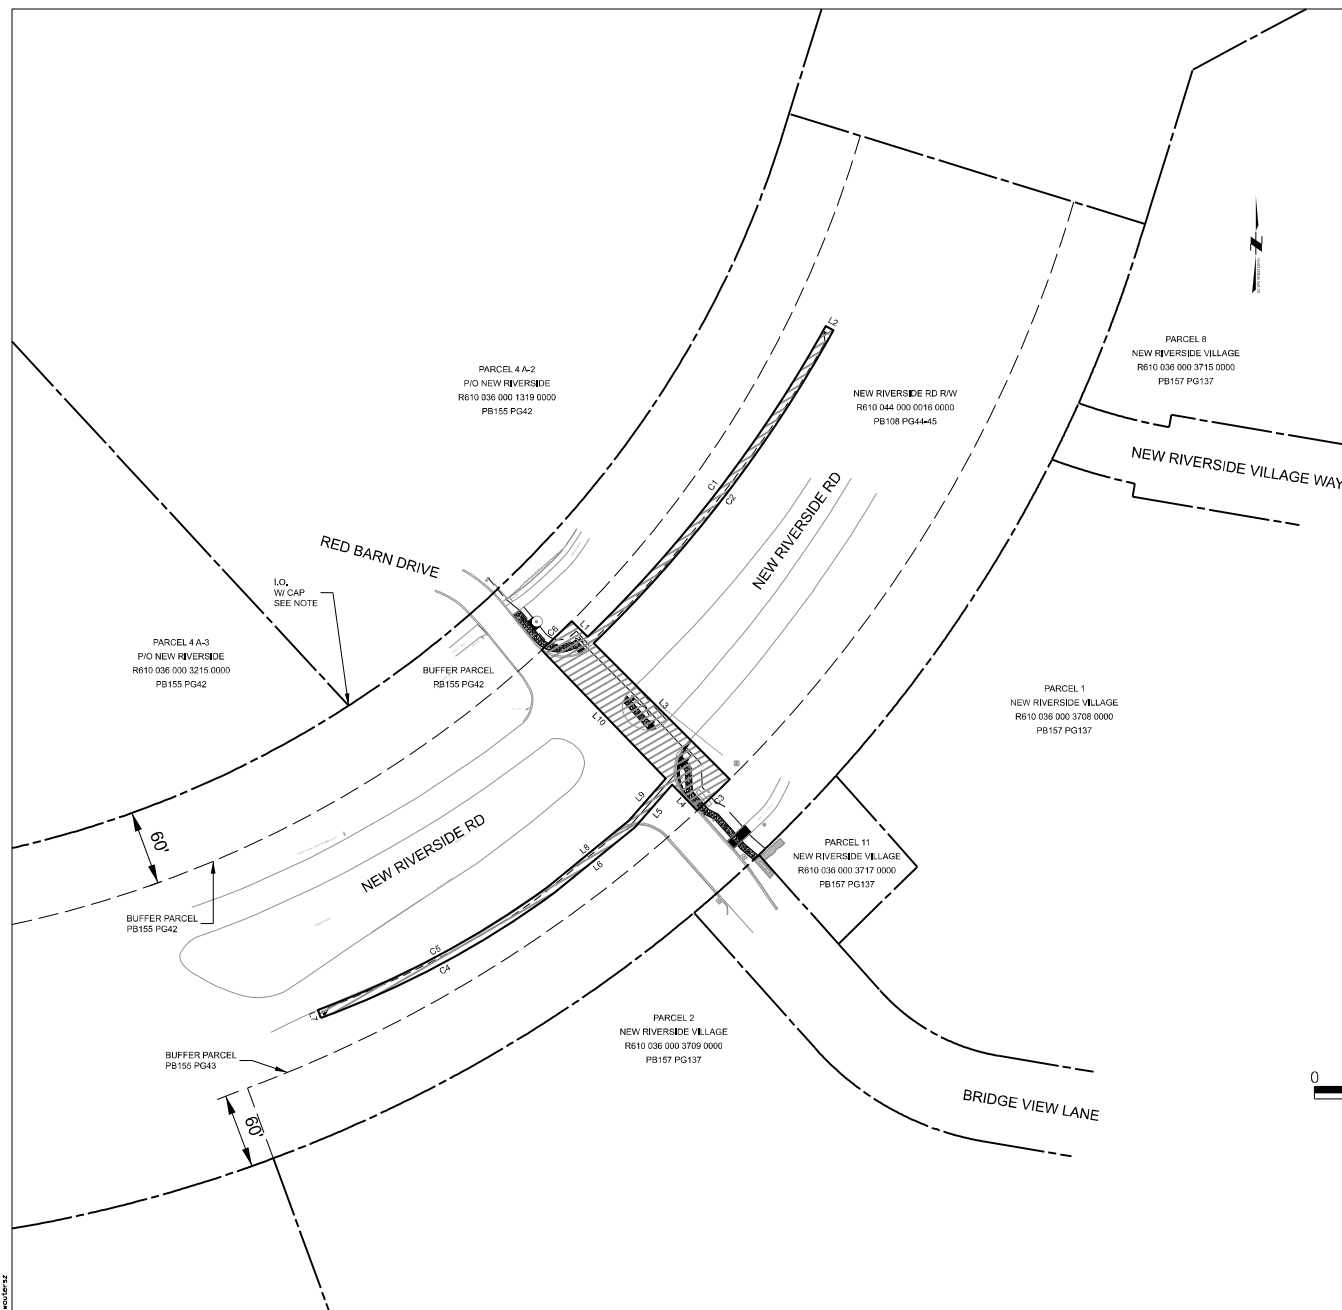 PARCEL 8
NEW RIVERSIDE VILLAGE
R610 036 000 3715 0000
PB157 PG137
PARCEL 4 A-2
P/O NEW RIVERSIDE
R610 036 000 1319 0000
PB155 PG42
NEW RIVERSIDE RD R/W
R610 044 000 0016 0000
PB108 PG44-45
NEW RIVERSIDE VILLAGE WAY
L2
C1
C2
NEW RIVERSIDE RD
RED BARN DRIVE
I.O.
W/ CAP
SEE NOTE
PARCEL 4 A-3
P/O NEW RIVERSIDE
R610 036 000 3215 0000
PB155 PG42
C6
L1
BUFFER PARCEL
PB155 PG42
L3
L10
PARCEL 1
NEW RIVERSIDE VILLAGE
R610 036 000 3708 0000
PB157 PG137
L9
L4
C3
L5
60'
NEW RIVERSIDE RD
L8
L6
PARCEL 11
NEW RIVERSIDE VILLAGE
R610 036 000 3717 0000
PB157 PG137
BUFFER PARCEL
PB155 PG42
C5
C4
L7
PARCEL 2
NEW RIVERSIDE VILLAGE
R610 036 000 3709 0000
PB157 PG137
BUFFER PARCEL
PB155 PG43
60'
BRIDGE VIEW LANE
0
woutersz